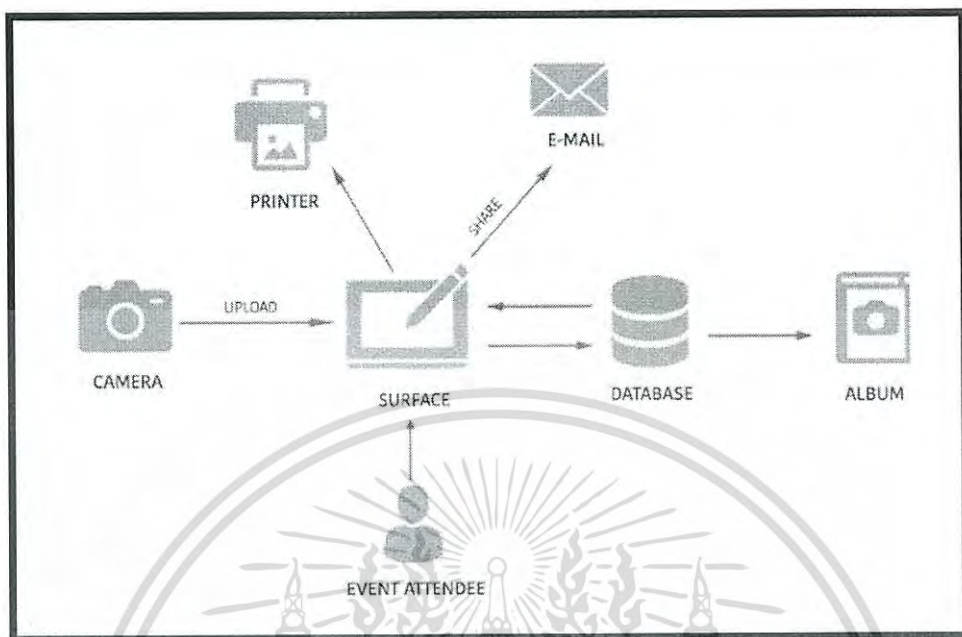 E-MAIL
PRINTER
SHARE
UPLOAD
CAMERA
SURFACE
DATABASE
ALBUM
EVENT ATTENDEE